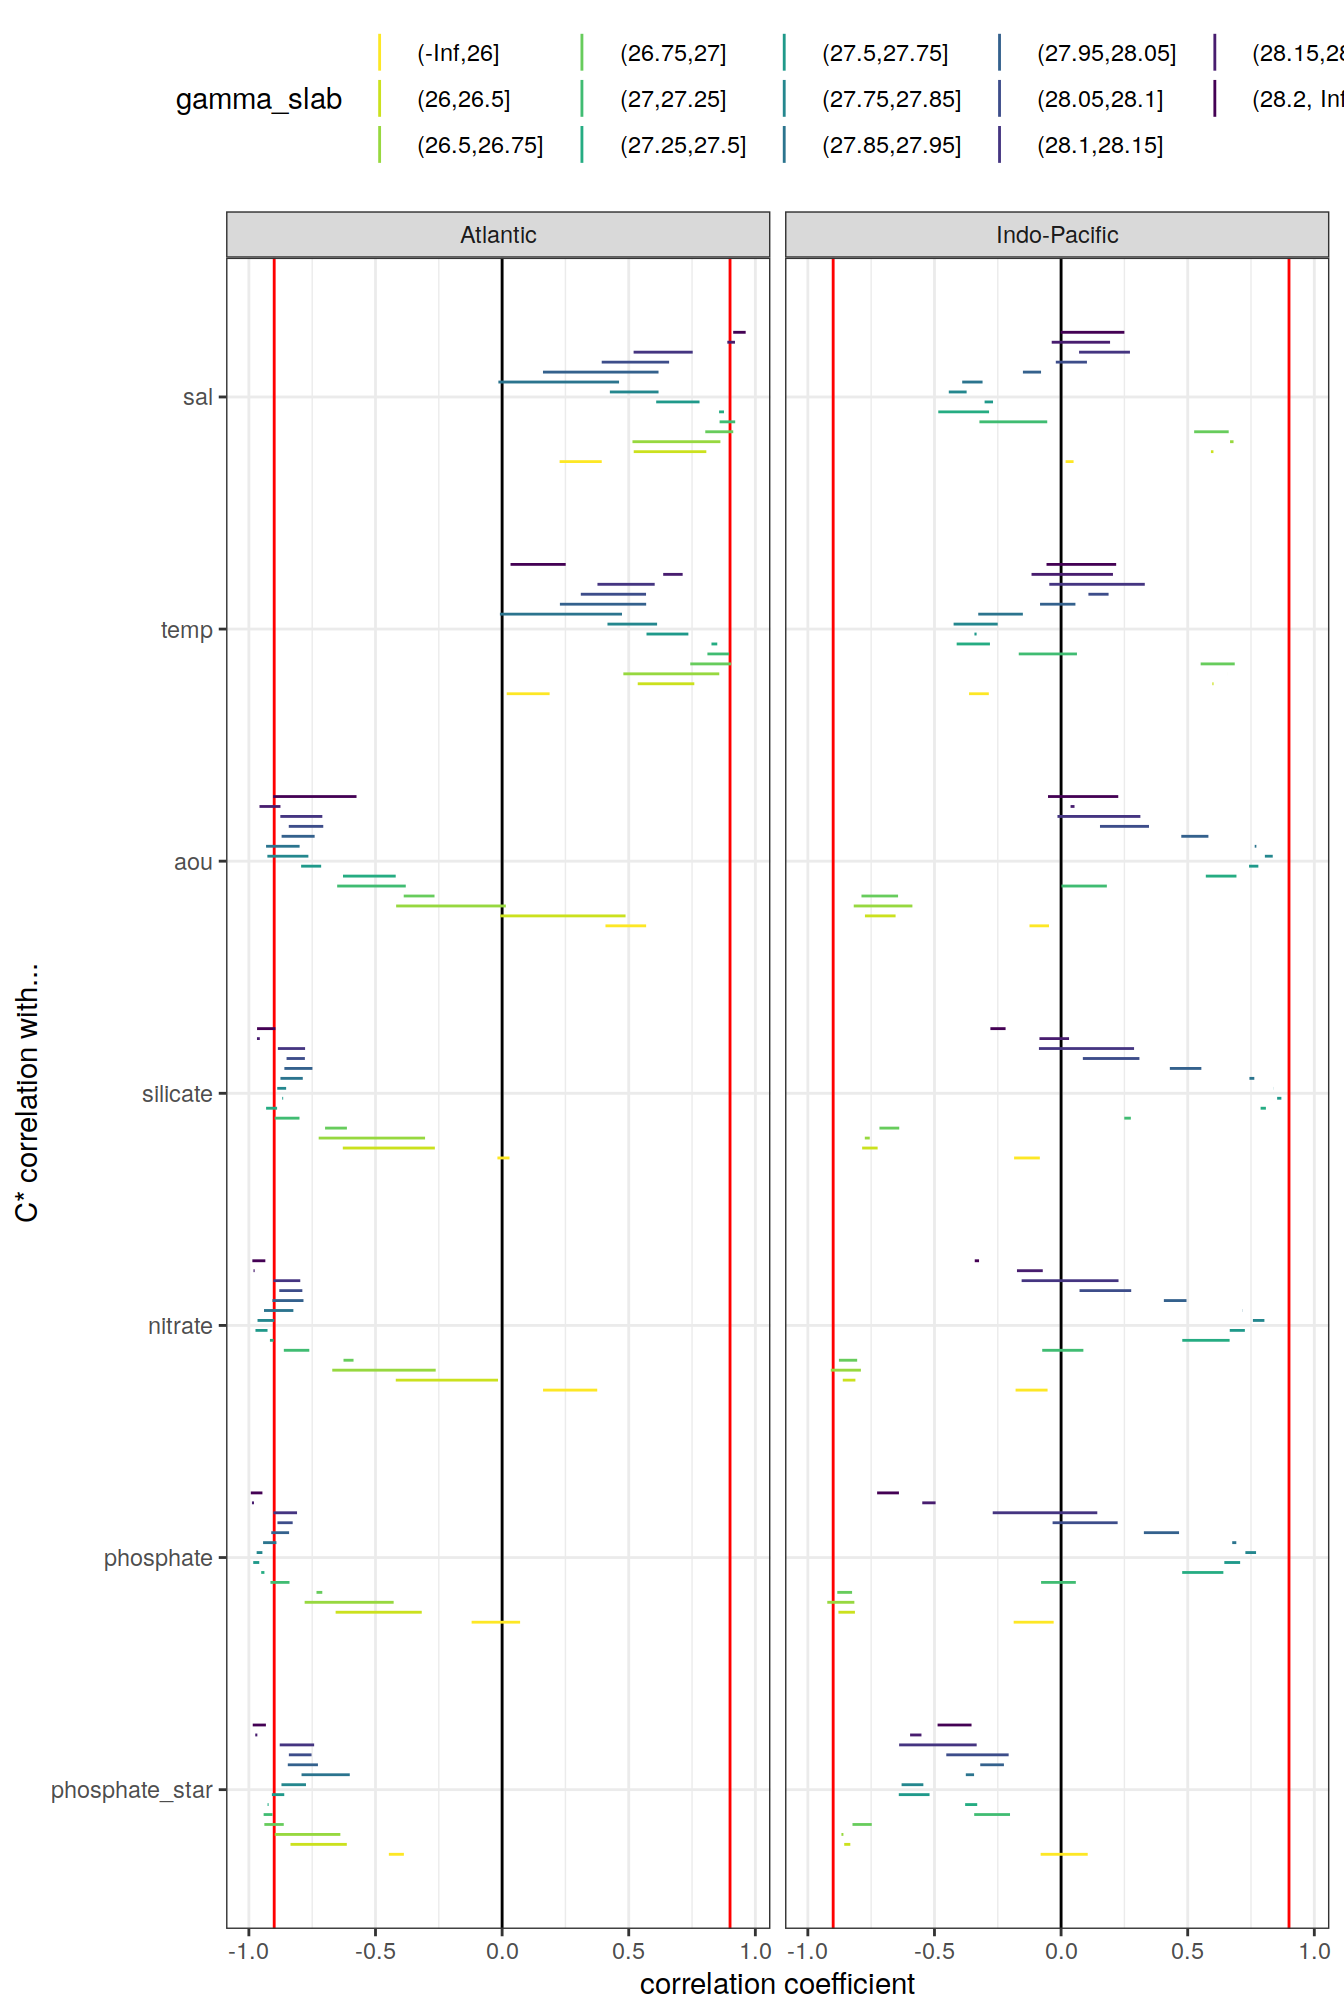 gamma_slab
(-Inf,26] (26.75,27] (27.5,27.75] (27.95,28.05] (28.15,28
(26,26.5] (27,27.25] (27.75,27.85] (28.05,28.1] (28.2, Inf
(26.5,26.75] (27.25,27.5] (27.85,27.95] (28.1,28.15]
Atlantic Indo-Pacific
C* correlation with...
sal
temp
aou
silicate
nitrate
phosphate
phosphate_star
-1.0 -0.5 0.0 0.5 1.0 -1.0 -0.5 0.0 0.5 1.0
correlation coefficient